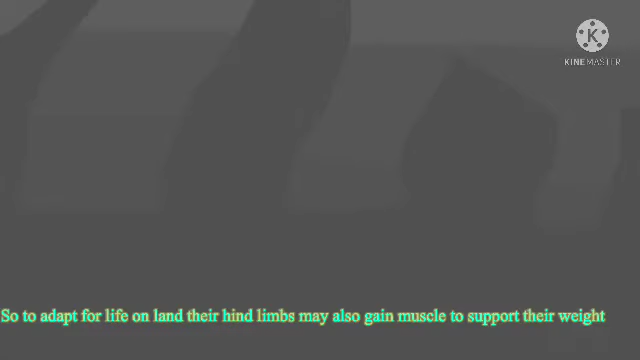 K
KINEMASTER
So to adapt for life on land their hind limbs may also gain muscle to support their weight